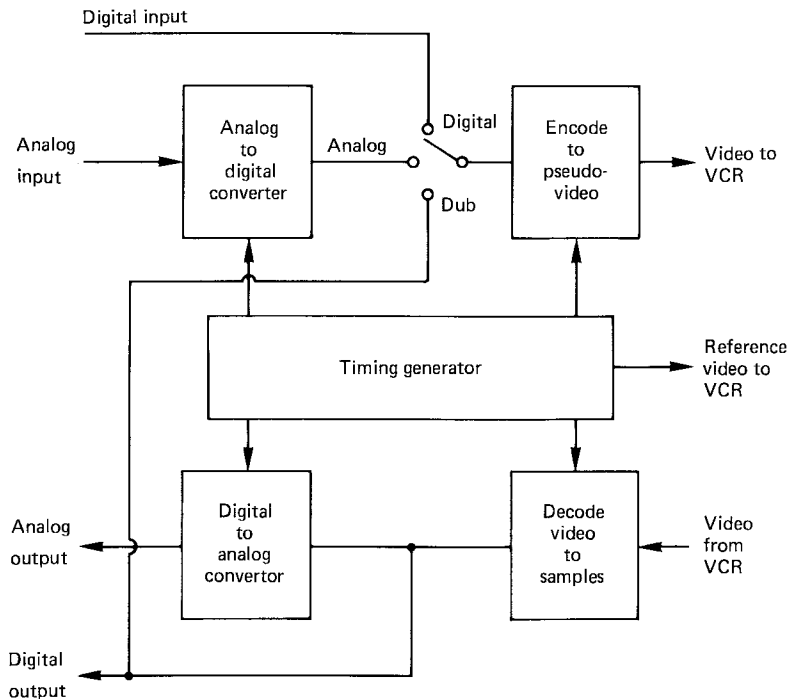 Digital input
Analog
to
digital
converter
Analog
input
Analog
Digital
Dub
Encode
to
pseudo-
video
Video to
VCR
Timing generator
Reference
video to
VCR
Analog
output
Digital
to
analog
convertor
Decode
video
to
samples
Video
from
VCR
Digital
output